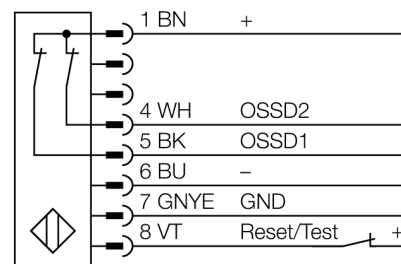 1 BN +
4 WH OSSD2
5 BK OSSD1
6 BU –
7 GNYE GND
8 VT Reset/Test +